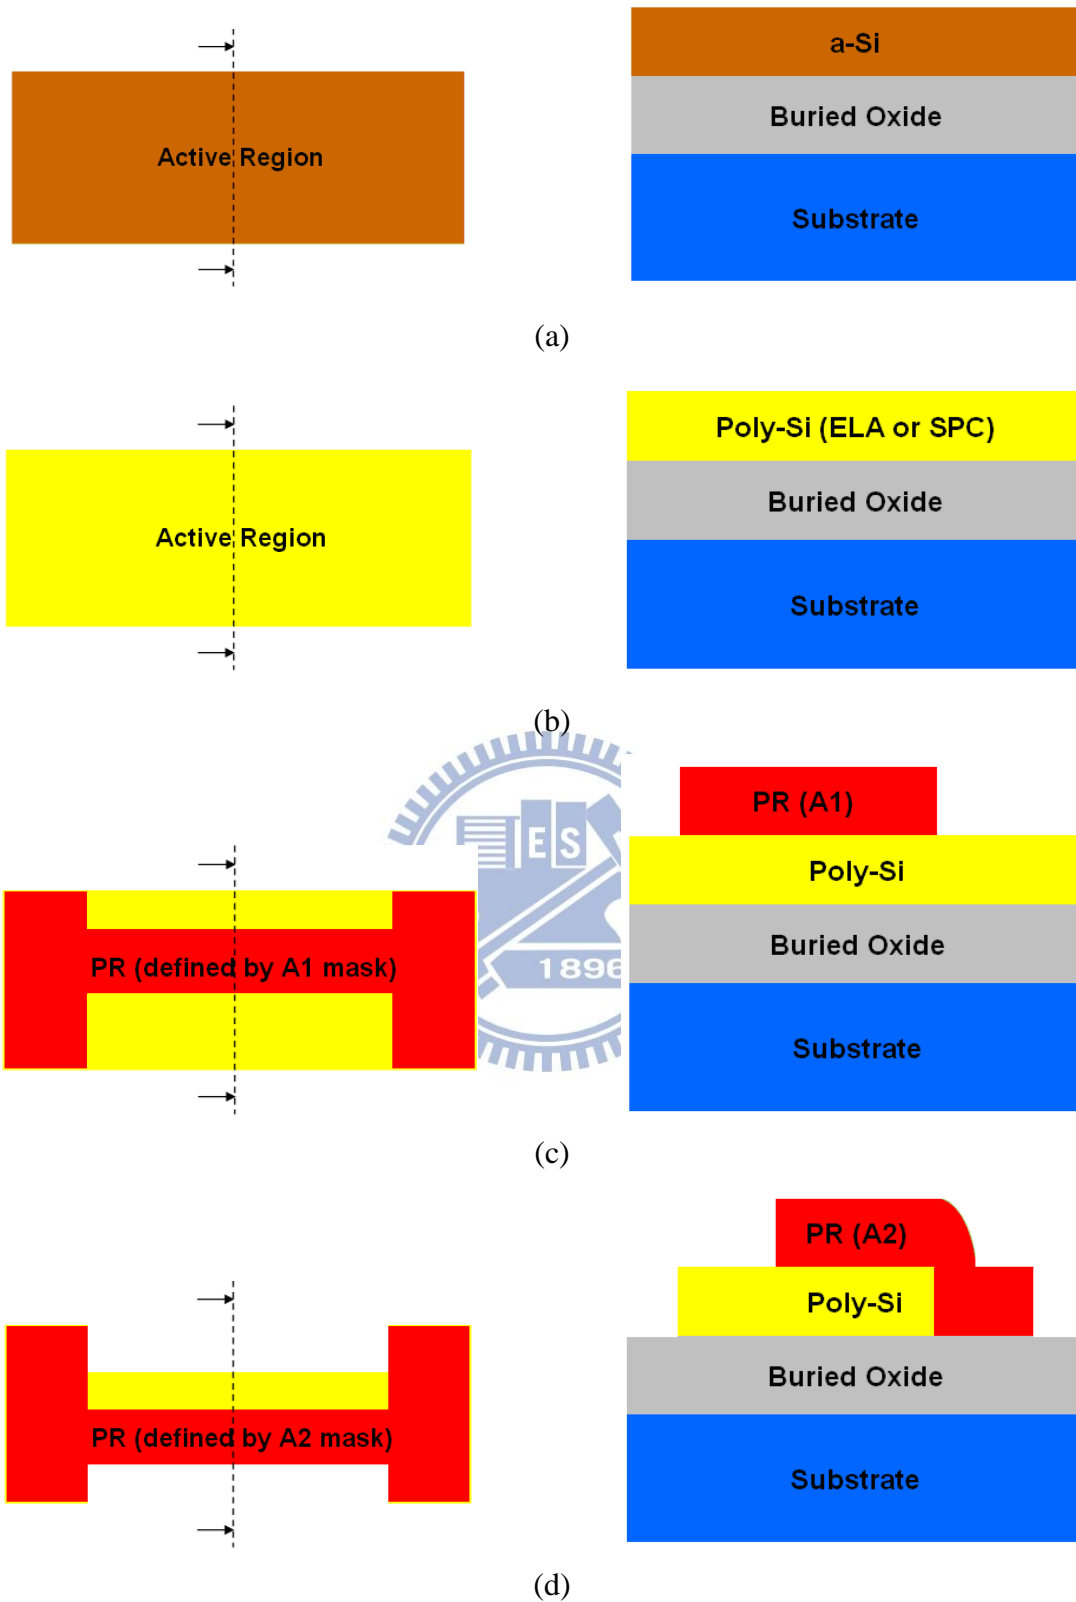 Active Region
a-Si
Buried Oxide
Substrate
(a)
Active Region
Poly-Si (ELA or SPC)
Buried Oxide
Substrate
(b)
PR (defined by A1 mask)
ES
1896
PR (A1)
Poly-Si
Buried Oxide
Substrate
(c)
PR (defined by A2 mask)
PR (A2)
Poly-Si
Buried Oxide
Substrate
(d)